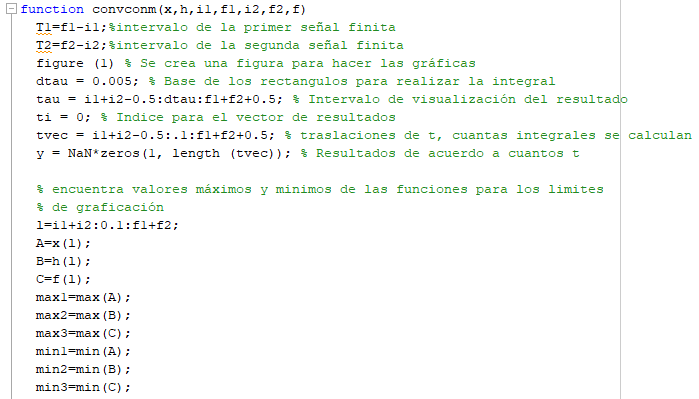 function convconm(x,h,i1,f1,i2,f2,f)
T1=f1-i1;%intervalo de la primer señal finita
T2=f2-i2;%intervalo de la segunda señal finita
figure (1) % Se crea una figura para hacer las gráficas
dtau = 0.005; % Base de los rectangulos para realizar la integral
tau = i1+i2-0.5:dtau:f1+f2+0.5; % Intervalo de visualización del resultado
ti = 0; % Indice para el vector de resultados
tvec = i1+i2-0.5:.1:f1+f2+0.5; % traslaciones de t, cuantas integrales se calculan
y = NaN*zeros(1, length (tvec)); % Resultados de acuerdo a cuantos t
% encuentra valores máximos y minimos de las funciones para los limites
% de graficación
l=i1+i2:0.1:f1+f2;
A=x(l);
B=h(l);
C=f(l);
max1=max(A);
max2=max(B);
max3=max(C);
min1=min(A);
min2=min(B);
min3=min(C);